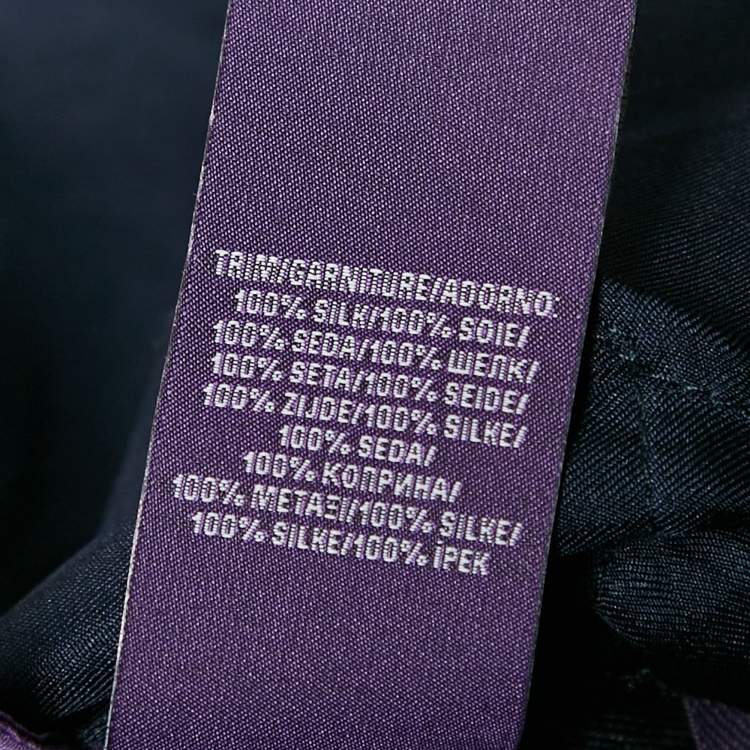 TRIM/GARNITURE/ADORNO:
100% SILK/100% SOIE/
100% SEDA/100% ШЕЛК/
100% SETA/100% SEIDE/
100% ZIJDE/100% SILKE/
100% SEDA/
100% КОПРИНА/
100% ΜΕΤΑΞΙ/100% SILKE/
100% SILKE/100% İPEK